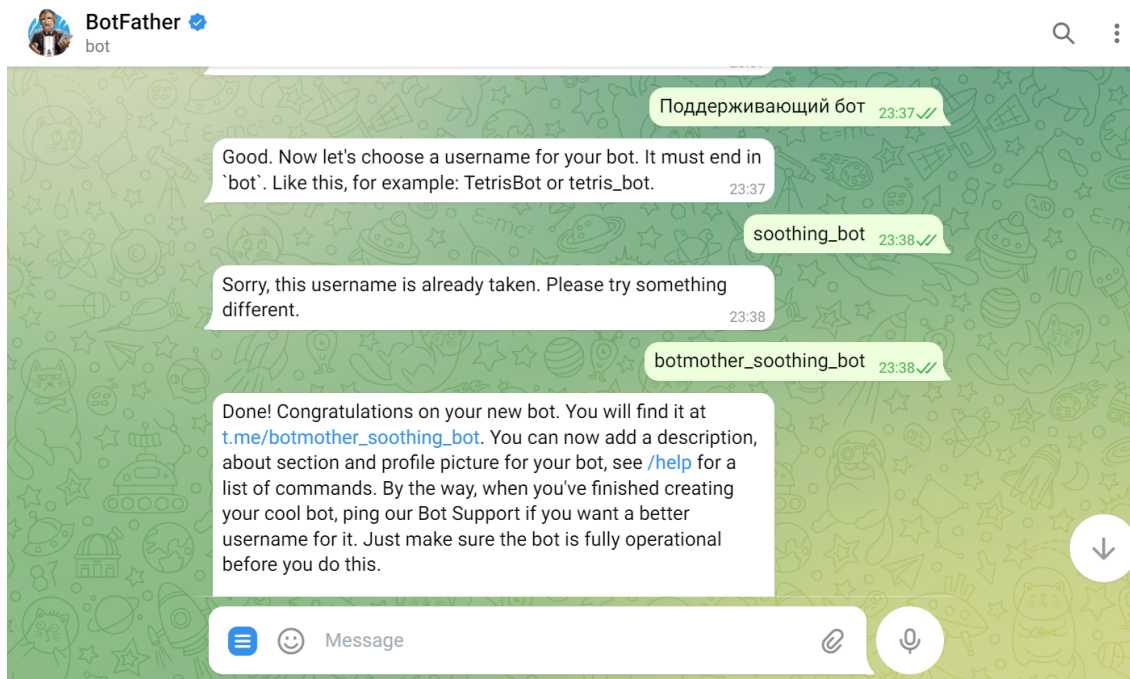 BotFather
bot
Поддерживающий бот 23:37
Good. Now let's choose a username for your bot. It must end in
`bot`. Like this, for example: TetrisBot or tetris_bot.
23:37
soothing_bot 23:38
Sorry, this username is already taken. Please try something
different.
23:38
botmother_soothing_bot 23:38
Done! Congratulations on your new bot. You will find it at
t.me/botmother_soothing_bot. You can now add a description,
about section and profile picture for your bot, see /help for a
list of commands. By the way, when you've finished creating
your cool bot, ping our Bot Support if you want a better
username for it. Just make sure the bot is fully operational
before you do this.
Message